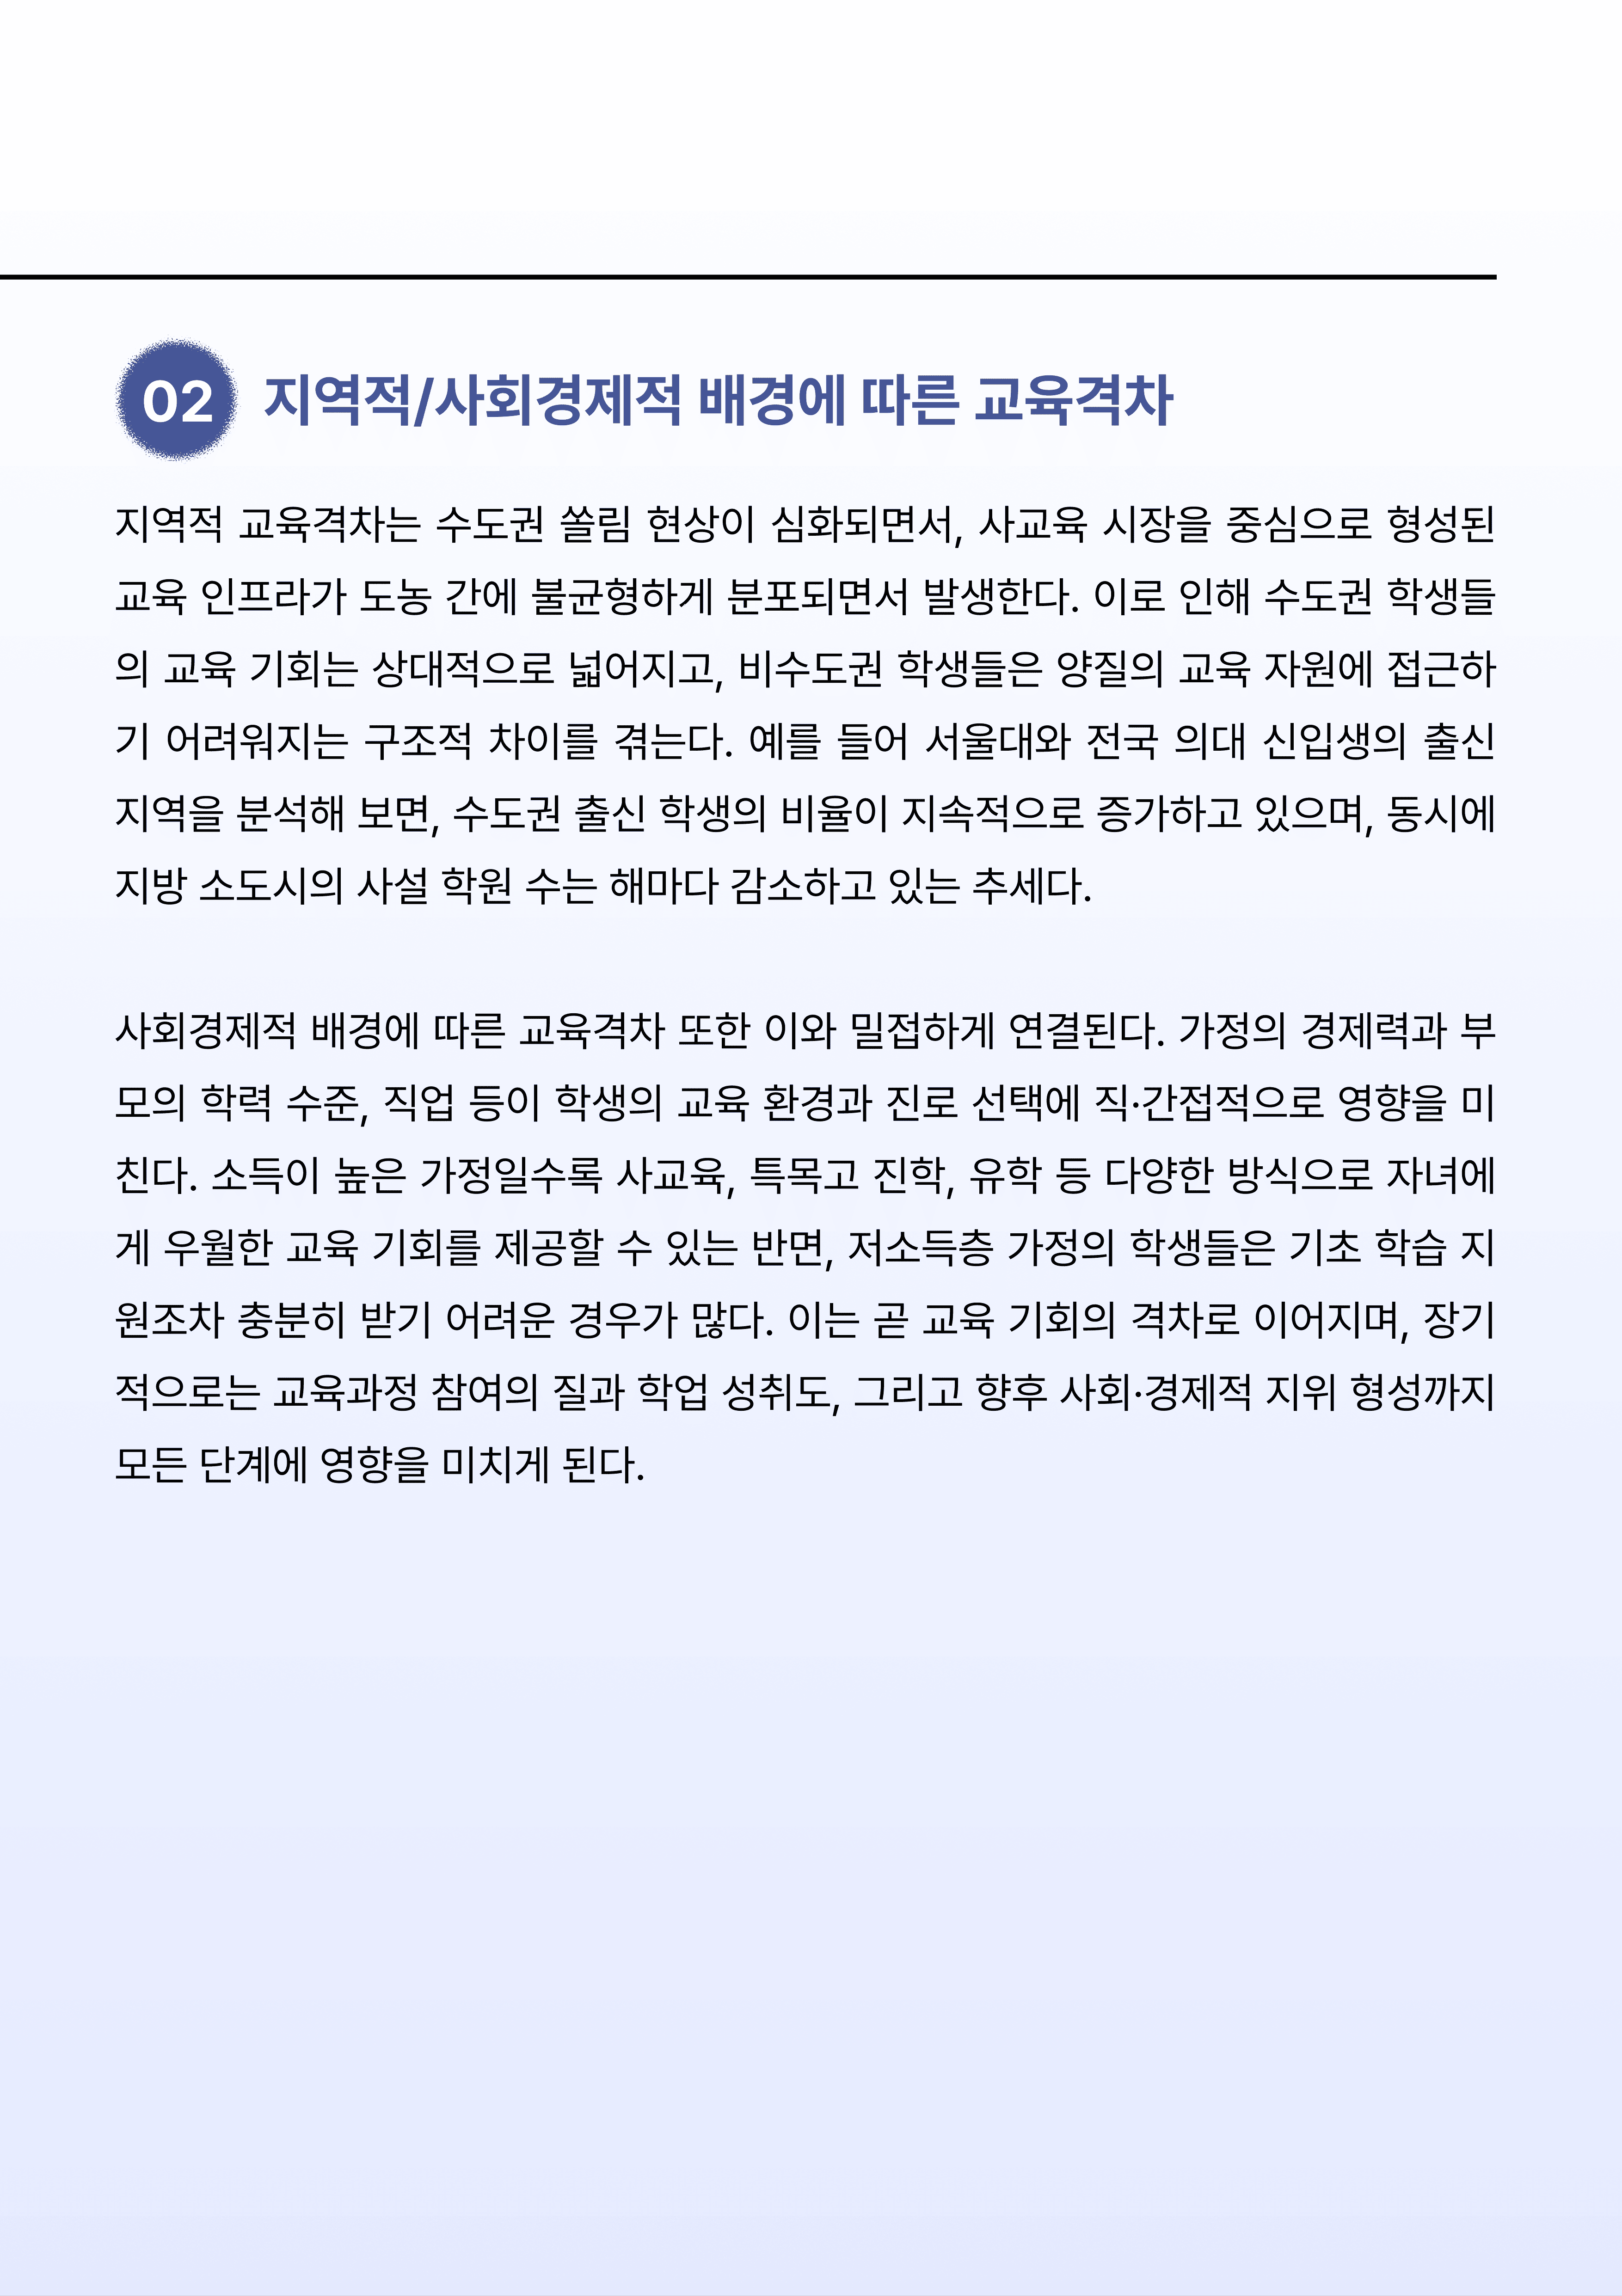 02 지역적/사회경제적 배경에 따른 교육격차
지역적 교육격차는 수도권 쏠림 현상이 심화되면서, 사교육 시장을 중심으로 형성된
교육 인프라가 도농 간에 불균형하게 분포되면서 발생한다. 이로 인해 수도권 학생들
의 교육 기회는 상대적으로 넓어지고, 비수도권 학생들은 양질의 교육 자원에 접근하
기 어려워지는 구조적 차이를 겪는다. 예를 들어 서울대와 전국 의대 신입생의 출신
지역을 분석해 보면, 수도권 출신 학생의 비율이 지속적으로 증가하고 있으며, 동시에
지방 소도시의 사설 학원 수는 해마다 감소하고 있는 추세다.
사회경제적 배경에 따른 교육격차 또한 이와 밀접하게 연결된다. 가정의 경제력과 부
모의 학력 수준, 직업 등이 학생의 교육 환경과 진로 선택에 직·간접적으로 영향을 미
친다. 소득이 높은 가정일수록 사교육, 특목고 진학, 유학 등 다양한 방식으로 자녀에
게 우월한 교육 기회를 제공할 수 있는 반면, 저소득층 가정의 학생들은 기초 학습 지
원조차 충분히 받기 어려운 경우가 많다. 이는 곧 교육 기회의 격차로 이어지며, 장기
적으로는 교육과정 참여의 질과 학업 성취도, 그리고 향후 사회·경제적 지위 형성까지
모든 단계에 영향을 미치게 된다.